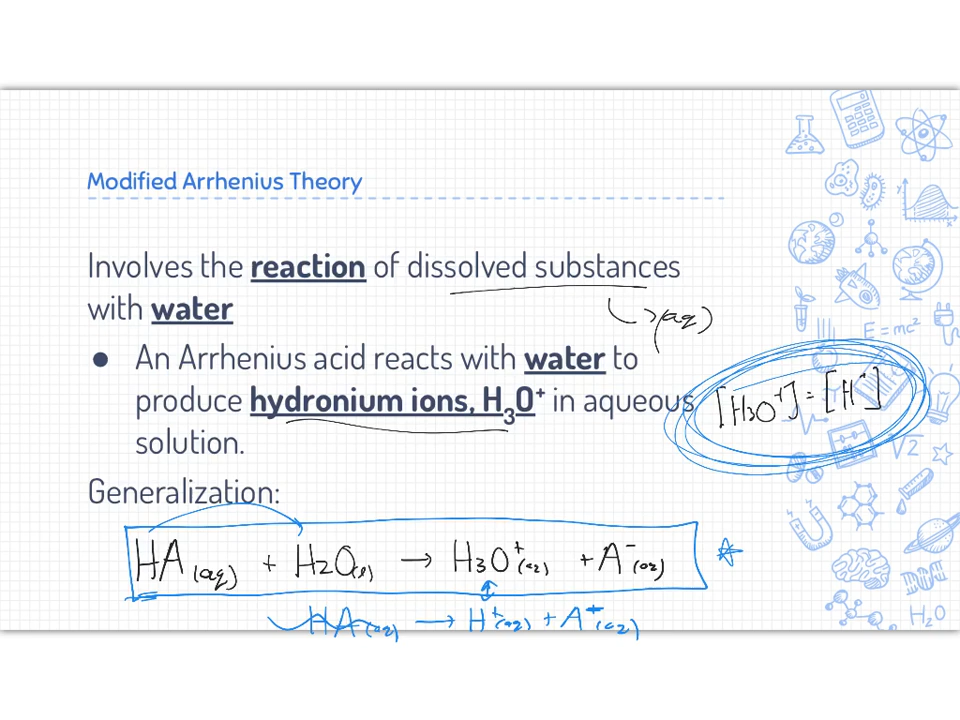 Modified Arrhenius Theory
Involves the reaction of dissolved substances
with water
→ (aq)
● An Arrhenius acid reacts with water to
produce hydronium ions, H₃O⁺ in aqueous
solution.
[H3O⁺] = [H⁺]
Generalization:
HA(aq) + H2O(l) → H3O⁺(aq) + A⁻(aq)
HA(aq) → H⁺(aq) + A⁺(aq)
E=mc²
√2
H₂O
y
x